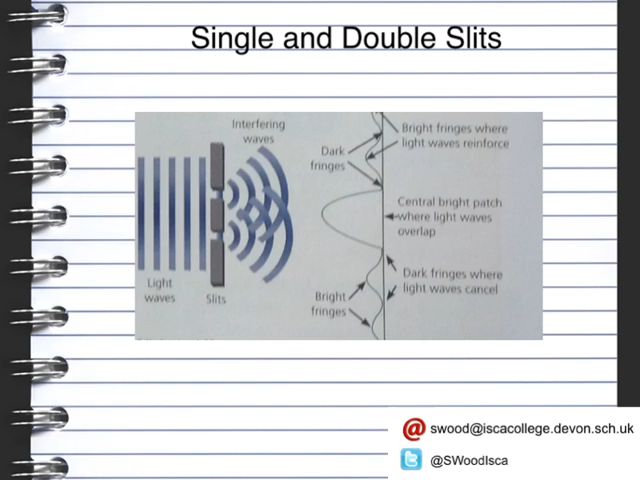 Single and Double Slits
Interfering
waves
Bright fringes where
light waves reinforce
Dark
fringes
Central bright patch
where light waves
overlap
Light
waves
Slits
Dark fringes where
light waves cancel
Bright
fringes
swood@iscacollege.devon.sch.uk
@SWoodIsca